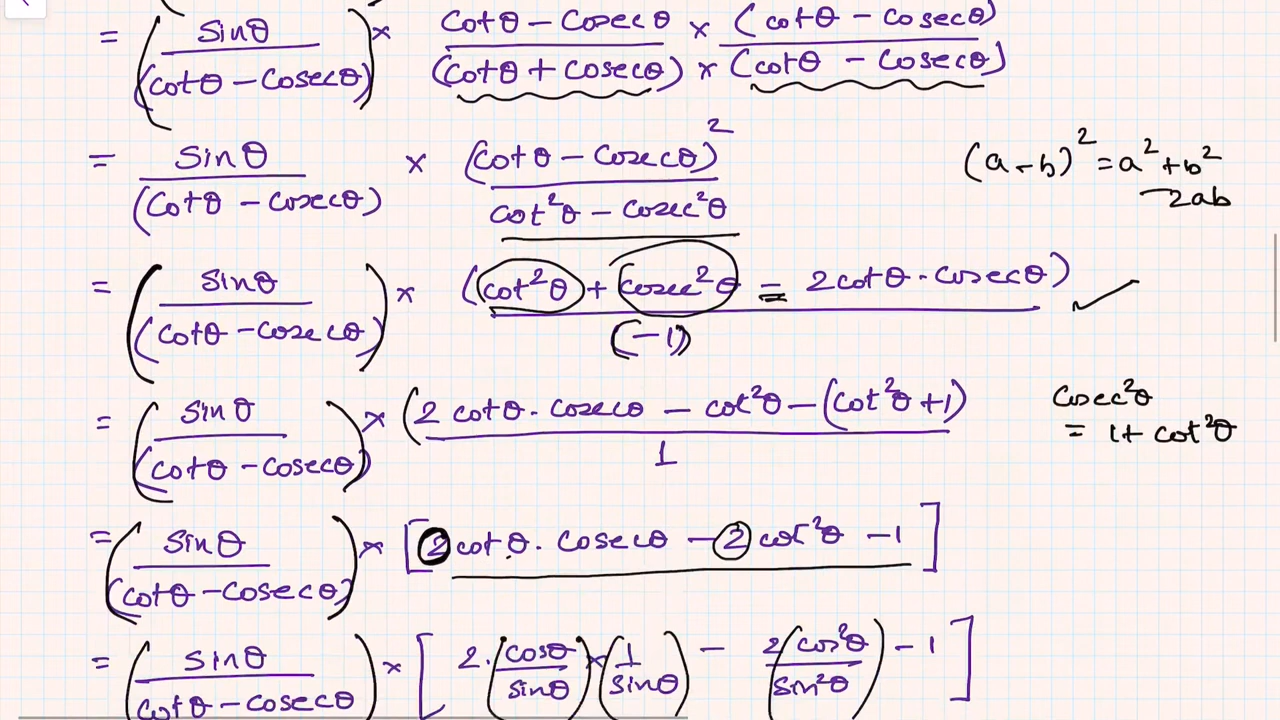 = (sinθ / (cotθ − cosecθ)) × (cotθ − cosecθ) / (cotθ + cosecθ) × (cotθ − cosecθ) / (cotθ − cosecθ)
= sinθ / (cotθ − cosecθ) × (cotθ − cosecθ)² / cot²θ − cosec²θ
(a − b)² = a² + b² − 2ab
= (sinθ / (cotθ − cosecθ)) × (cot²θ + cosec²θ − 2cotθ · cosecθ) / (−1) ✓
= (sinθ / (cotθ − cosecθ)) × (2 cotθ · cosecθ − cot²θ − (cot²θ + 1) / 1
cosec²θ
= 1 + cot²θ
= (sinθ / (cotθ − cosecθ)) × [2cotθ · cosecθ − 2 cot²θ − 1]
= (sinθ / (cotθ − cosecθ)) × [2 · (cosθ / sinθ) × (1 / sinθ) − 2(cos²θ / sin²θ) − 1]